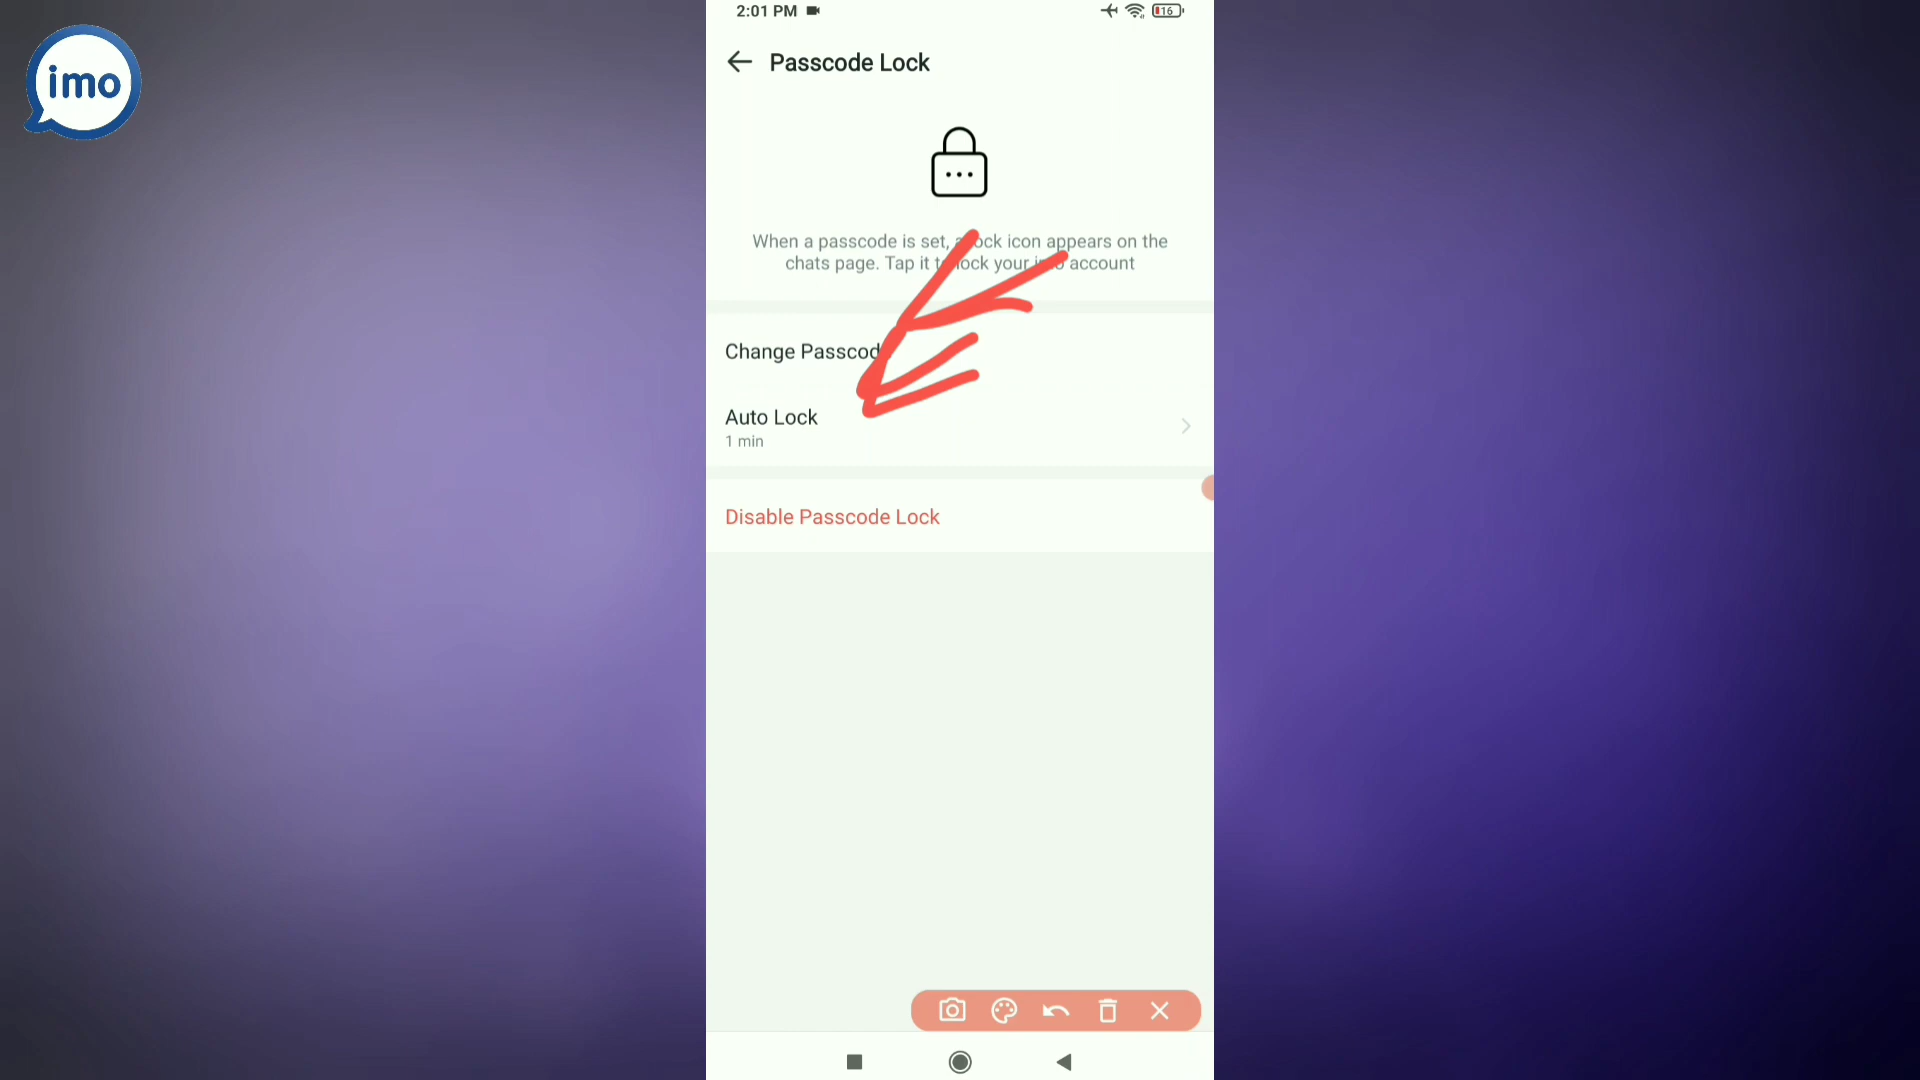 imo
2:01 PM
16
Passcode Lock
When a passcode is set, a lock icon appears on the
chats page. Tap it to lock your imo account
Change Passcode
Auto Lock
1 min
Disable Passcode Lock